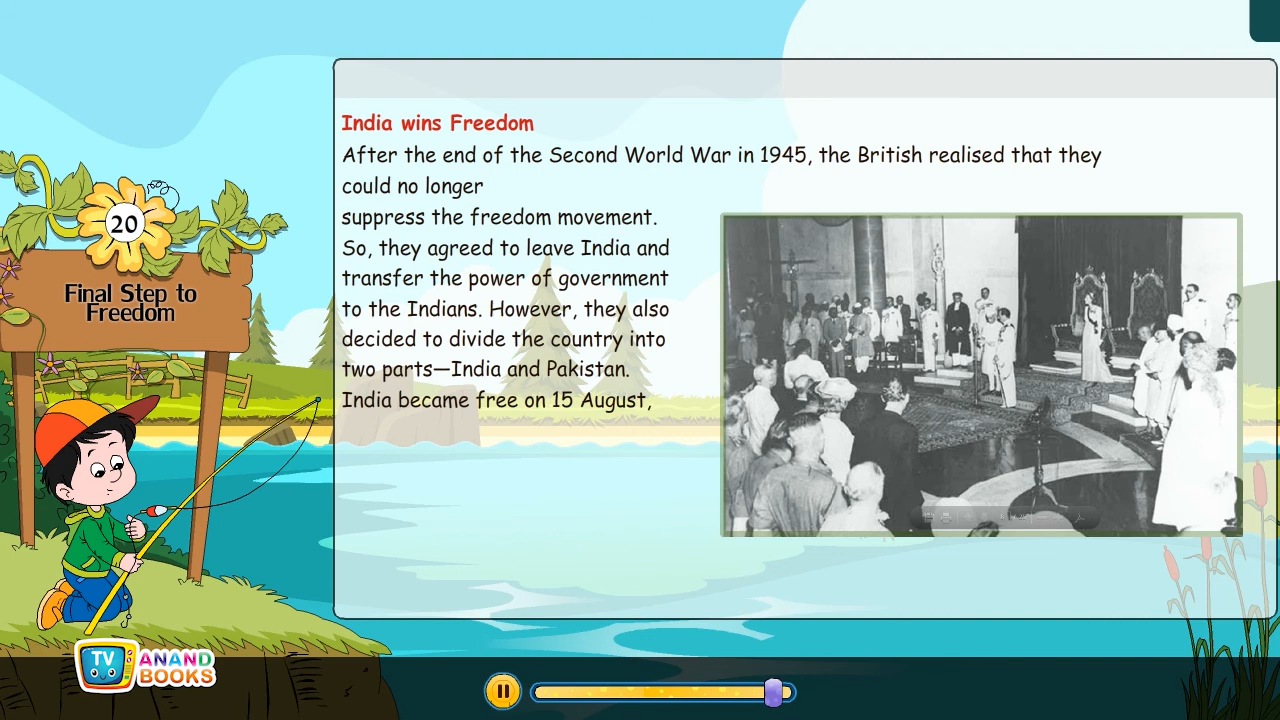 India wins Freedom
After the end of the Second World War in 1945, the British realised that they
could no longer
suppress the freedom movement.
So, they agreed to leave India and
transfer the power of government
to the Indians. However, they also
decided to divide the country into
two parts—India and Pakistan.
India became free on 15 August,
20
Final Step to
Freedom
TV
ANAND
BOOKS